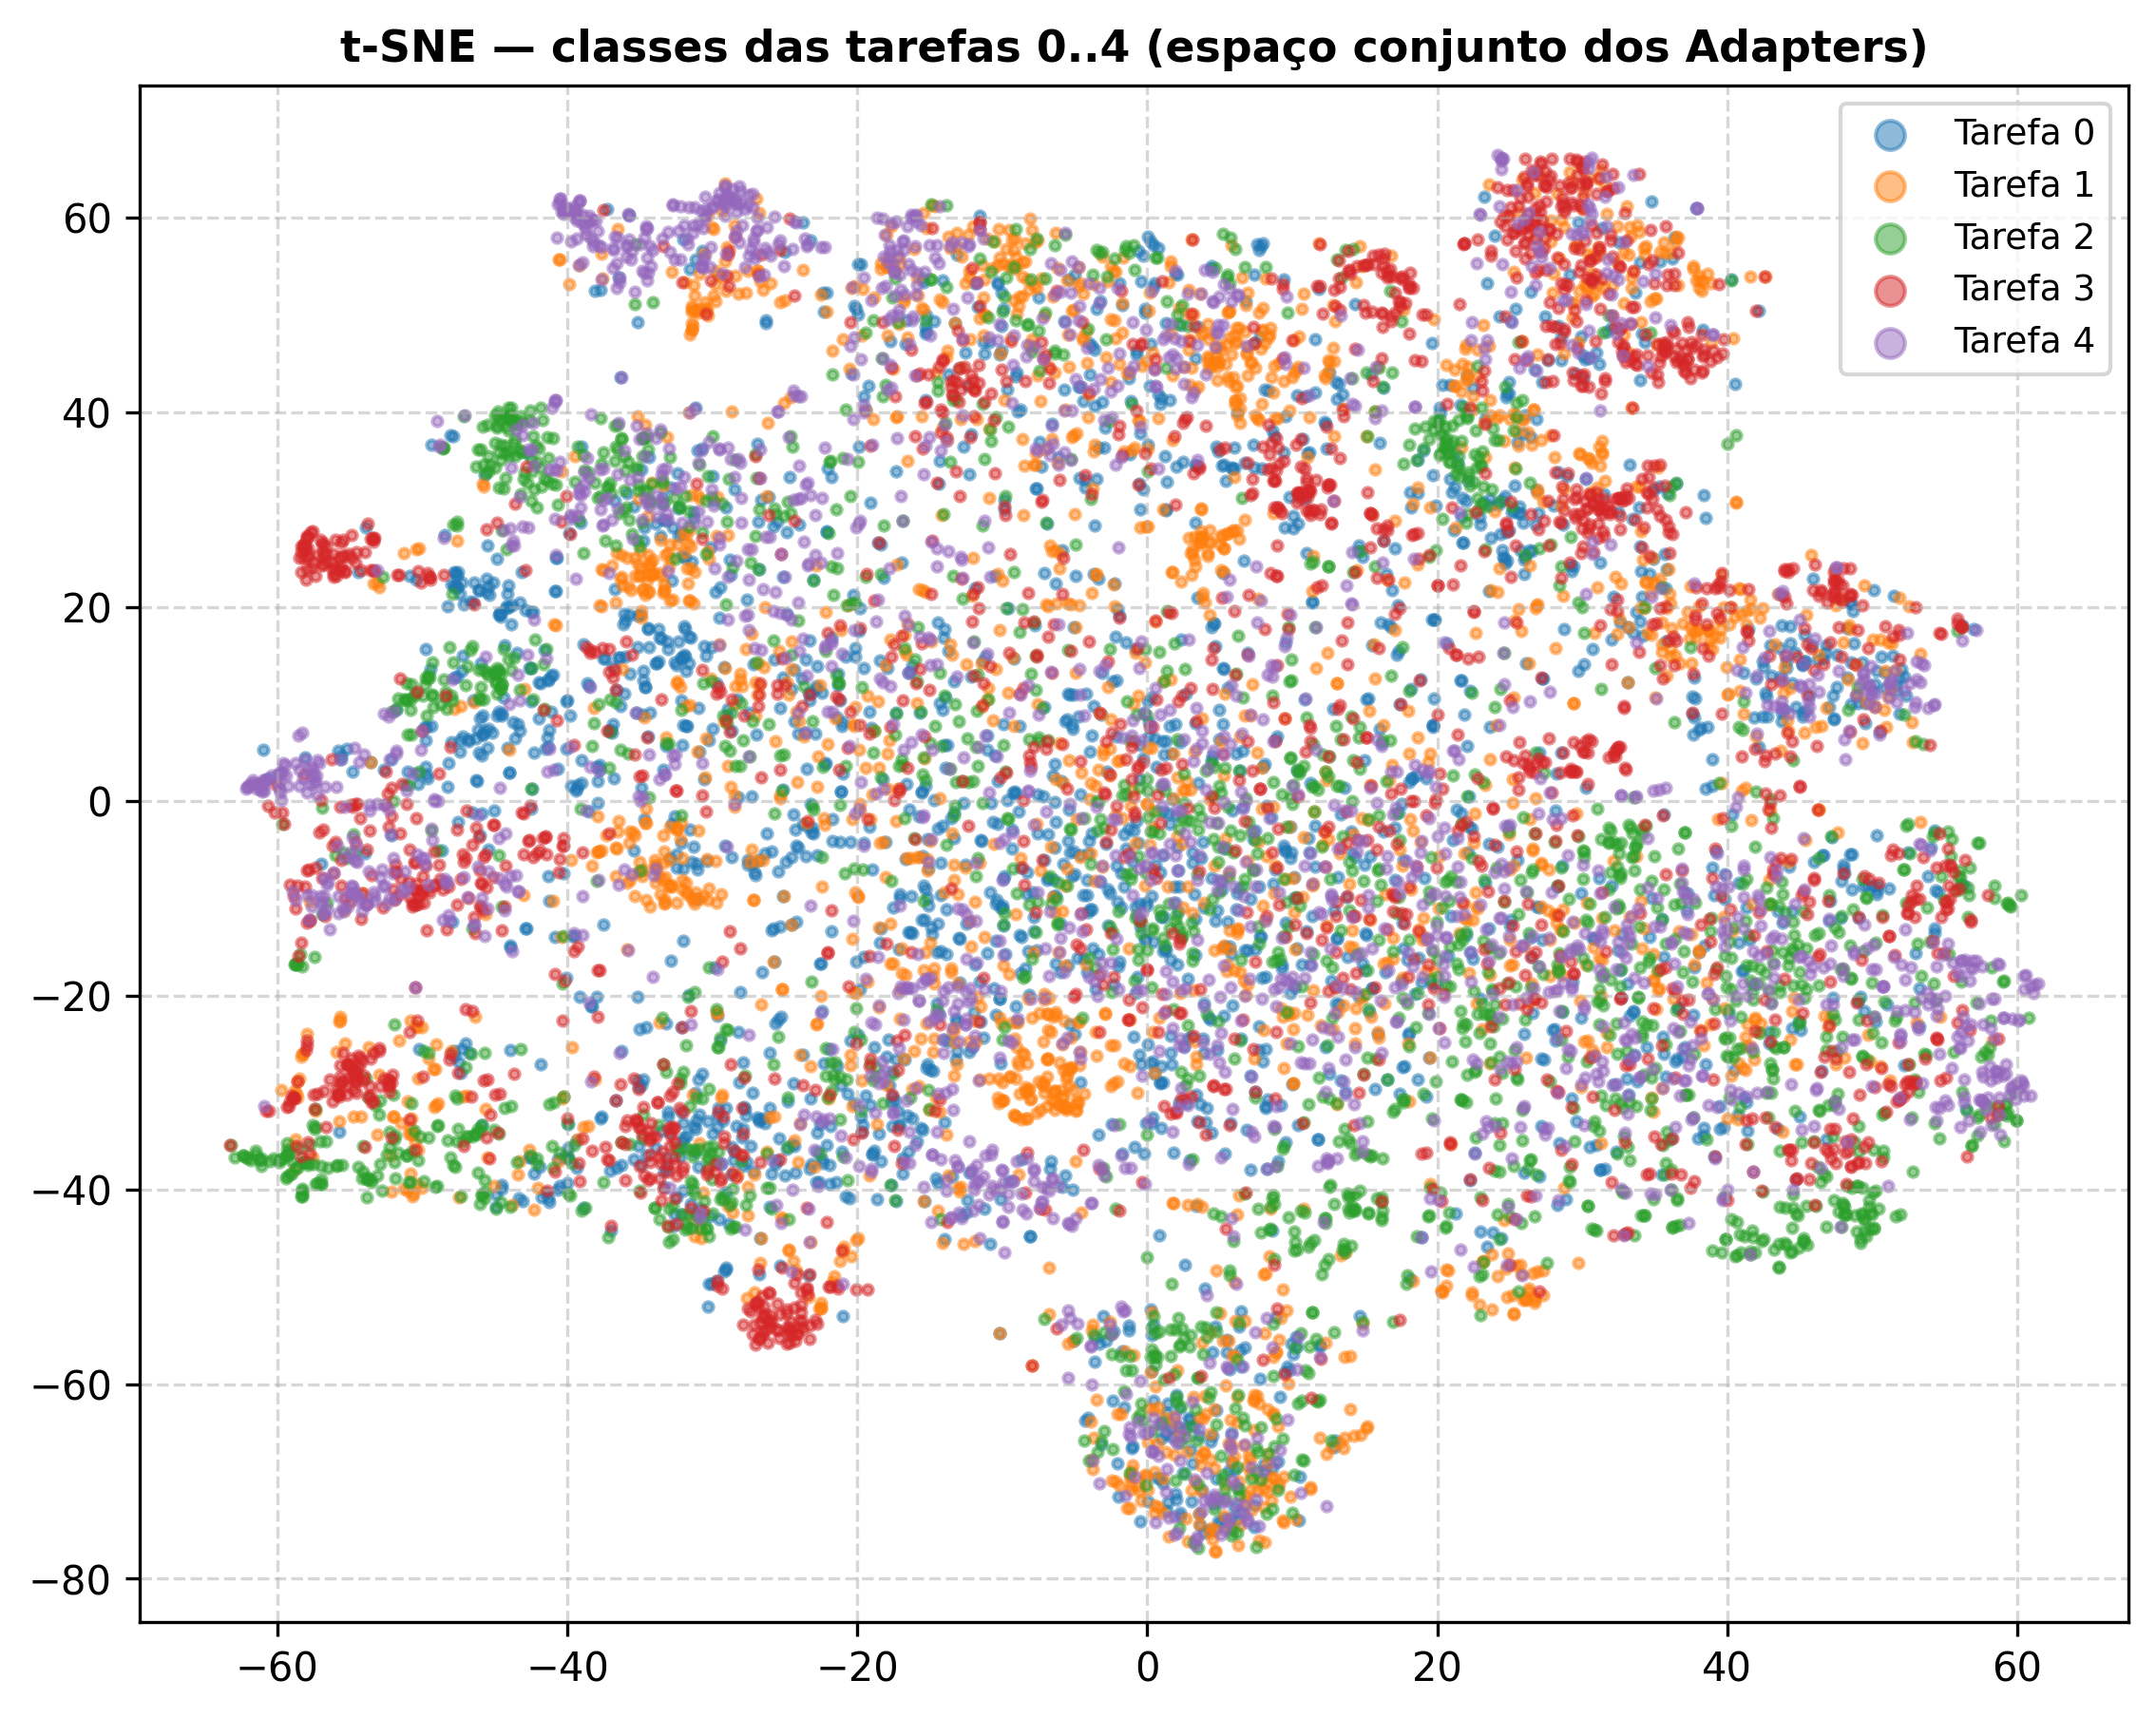 t-SNE — classes das tarefas 0..4 (espaço conjunto dos Adapters)
Tarefa 0
Tarefa 1
Tarefa 2
Tarefa 3
Tarefa 4
60
40
20
0
−20
−40
−60
−80
−60 −40 −20 0 20 40 60